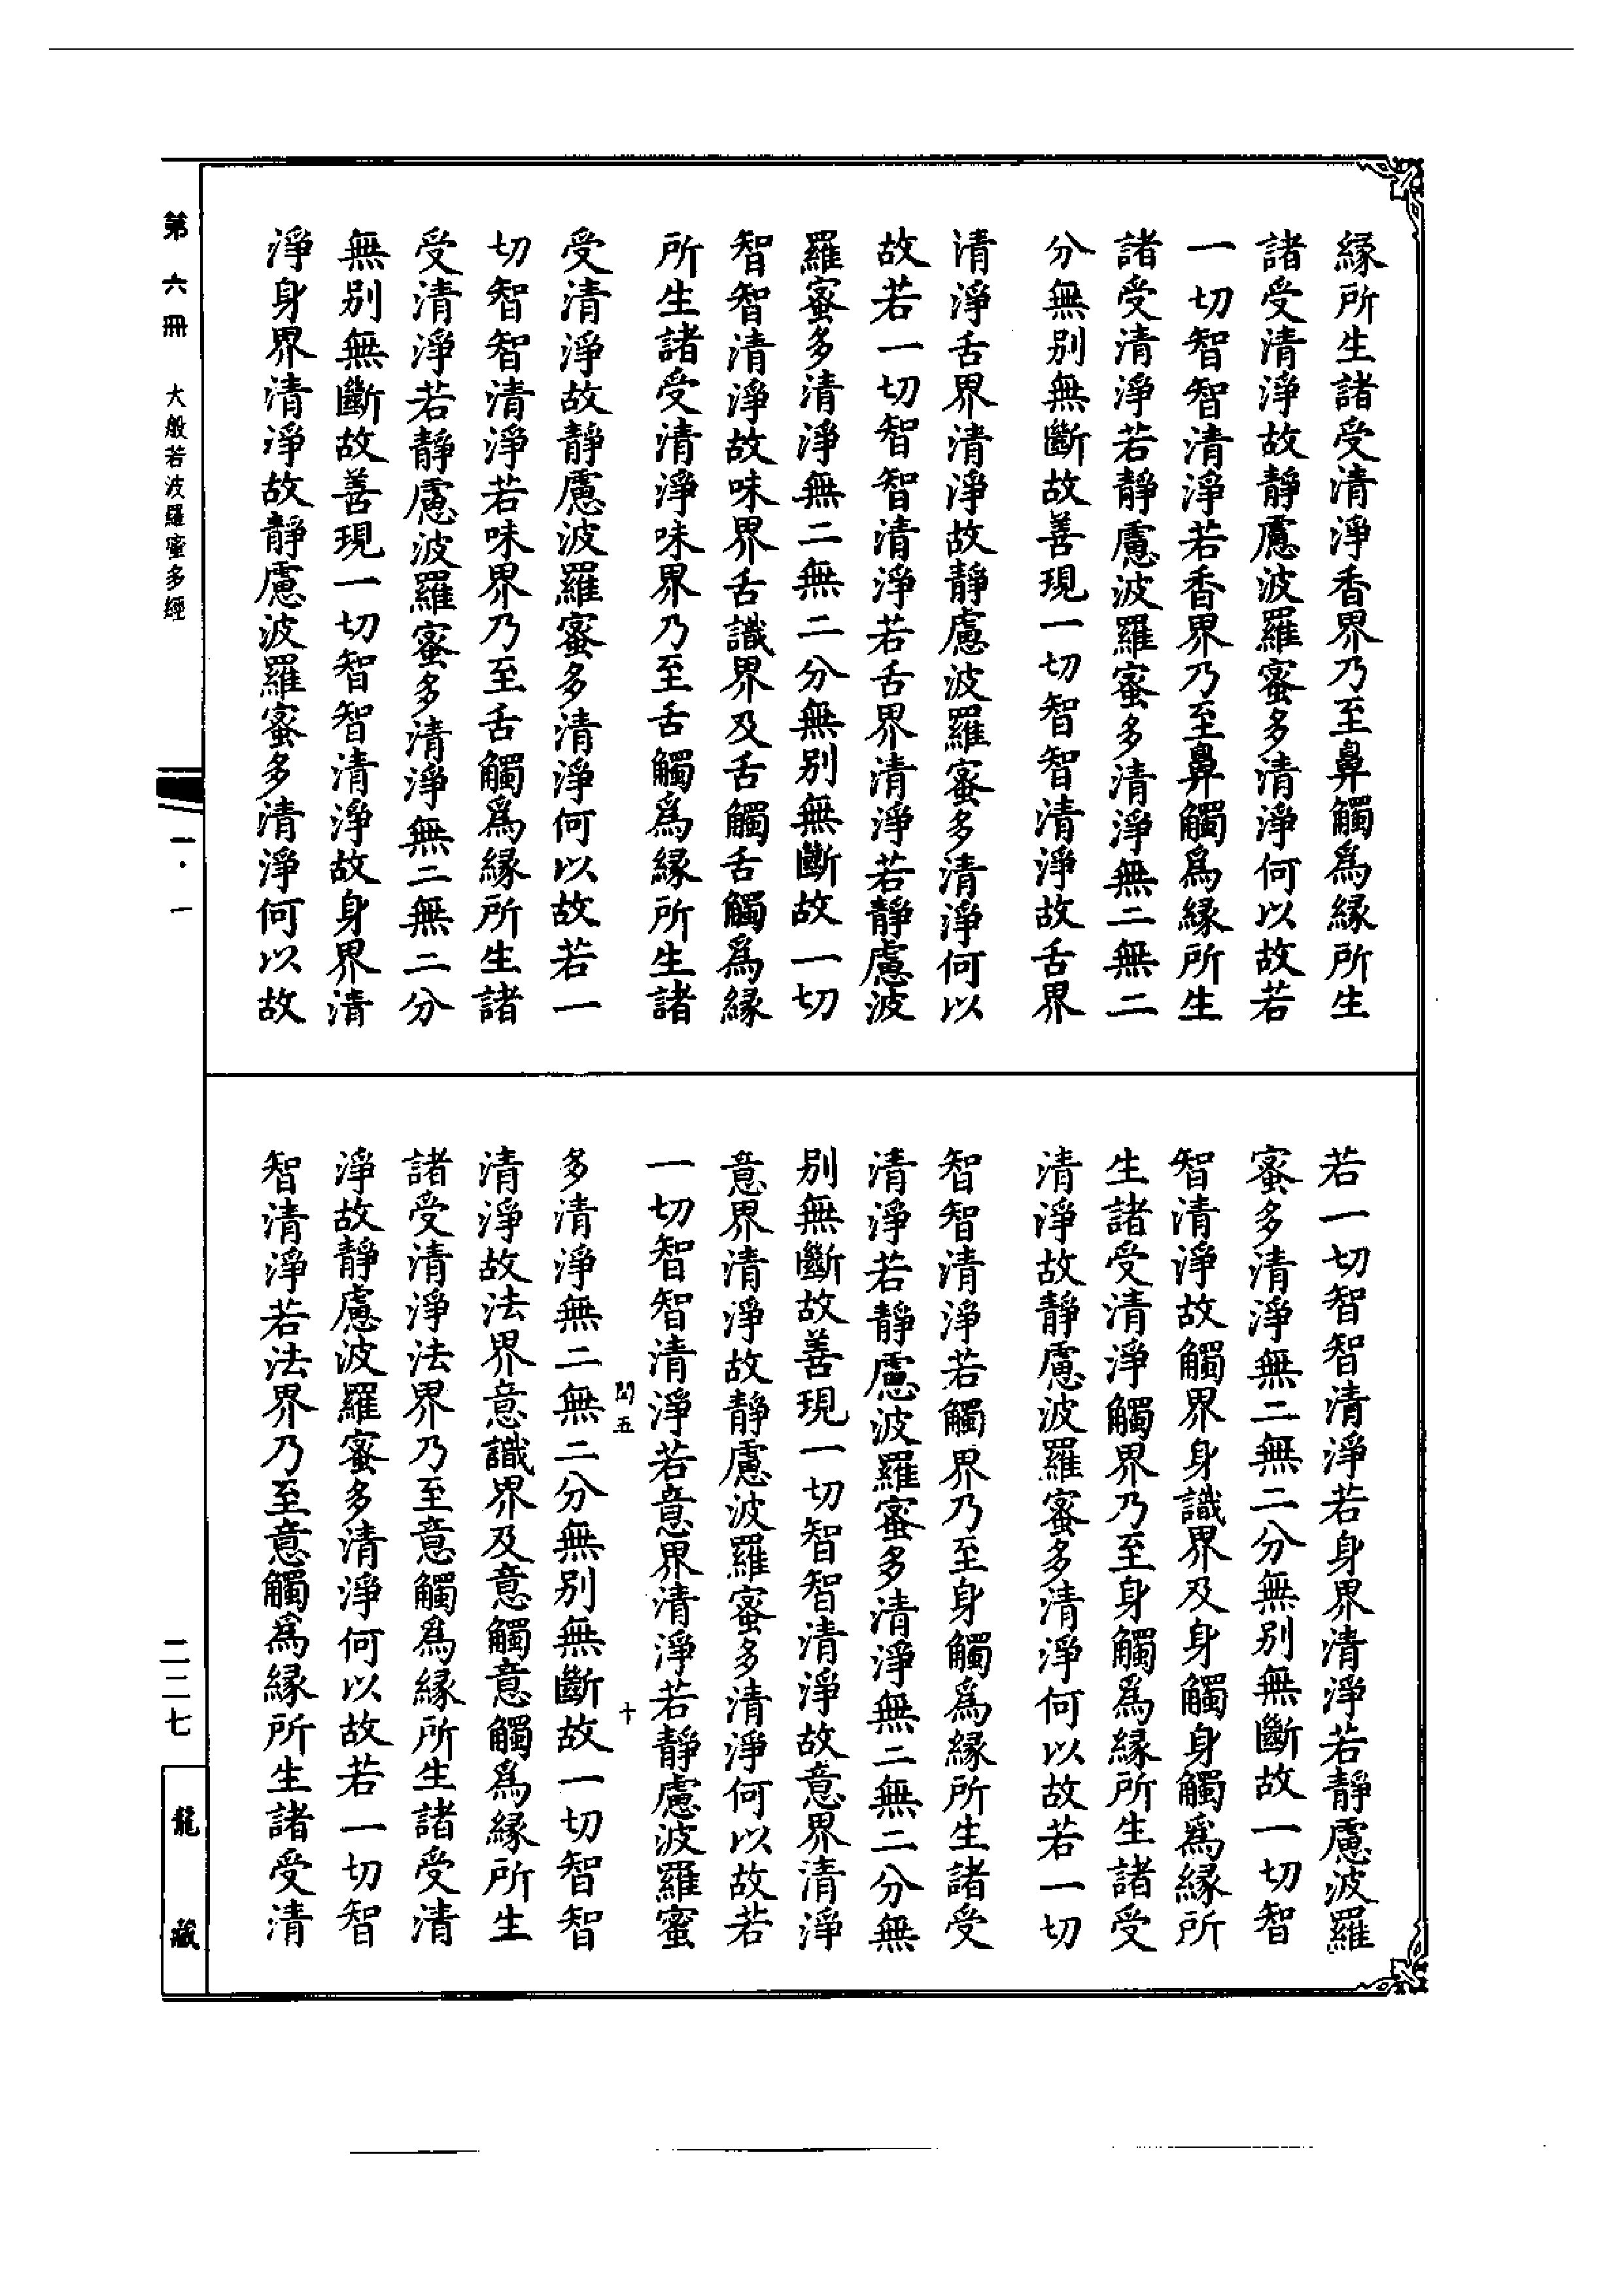 緣所生諸受清淨香界乃至鼻觸爲緣所生
諸受清淨故靜慮波羅蜜多清淨何以故若
一切智智清淨若香界乃至鼻觸爲緣所生
諸受清淨若靜慮波羅蜜多清淨無二無二
分無別無斷故善現一切智智清淨故舌界
清淨舌界清淨故靜慮波羅蜜多清淨何以
故若一切智智清淨若舌界清淨若靜慮波
羅蜜多清淨無二無二分無別無斷故一切
智智清淨故味界舌識界及舌觸舌觸爲緣
所生諸受清淨味界乃至舌觸爲緣所生諸
受清淨故靜慮波羅蜜多清淨何以故若一
切智智清淨若味界乃至舌觸爲緣所生諸
受清淨若靜慮波羅蜜多清淨無二無二分
無別無斷故善現一切智智清淨故身界清
淨身界清淨故靜慮波羅蜜多清淨何以故
若一切智智清淨若身界清淨若靜慮波羅
蜜多清淨無二無二分無別無斷故一切智
智清淨故觸界身識界及身觸身觸爲緣所
生諸受清淨觸界乃至身觸爲緣所生諸受
清淨故靜慮波羅蜜多清淨何以故若一切
智智清淨若觸界乃至身觸爲緣所生諸受
清淨若靜慮波羅蜜多清淨無二無二分無
別無斷故善現一切智智清淨故意界清淨
意界清淨故靜慮波羅蜜多清淨何以故若
一切智智清淨若意界清淨若靜慮波羅蜜
五 十
多清淨無二無二分無別無斷故一切智智
清淨故法界意識界及意觸意觸爲緣所生
諸受清淨法界乃至意觸爲緣所生諸受清
淨故靜慮波羅蜜多清淨何以故若一切智
智清淨若法界乃至意觸爲緣所生諸受清
第六冊 大般若波羅蜜多經 一·一 二二七 龍藏